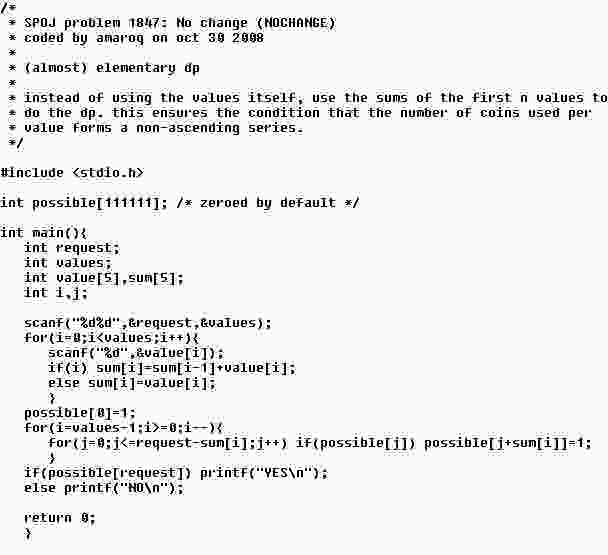 /*
 * SPOJ problem 1847: No change (NOCHANGE)
 * coded by amaroq on oct 30 2008
 *
 * (almost) elementary dp
 *
 * instead of using the values itself, use the sums of the first n values to
 * do the dp. this ensures the condition that the number of coins used per
 * value forms a non-ascending series.
 */

#include <stdio.h>

int possible[111111]; /* zeroed by default */

int main(){
   int request;
   int values;
   int value[5],sum[5];
   int i,j;

   scanf("%d%d",&request,&values);
   for(i=0;i<values;i++){
      scanf("%d",&value[i]);
      if(i) sum[i]=sum[i-1]+value[i];
      else sum[i]=value[i];
      }
   possible[0]=1;
   for(i=values-1;i>=0;i--){
      for(j=0;j<=request-sum[i];j++) if(possible[j]) possible[j+sum[i]]=1;
      }
   if(possible[request]) printf("YES\n");
   else printf("NO\n");

   return 0;
   }